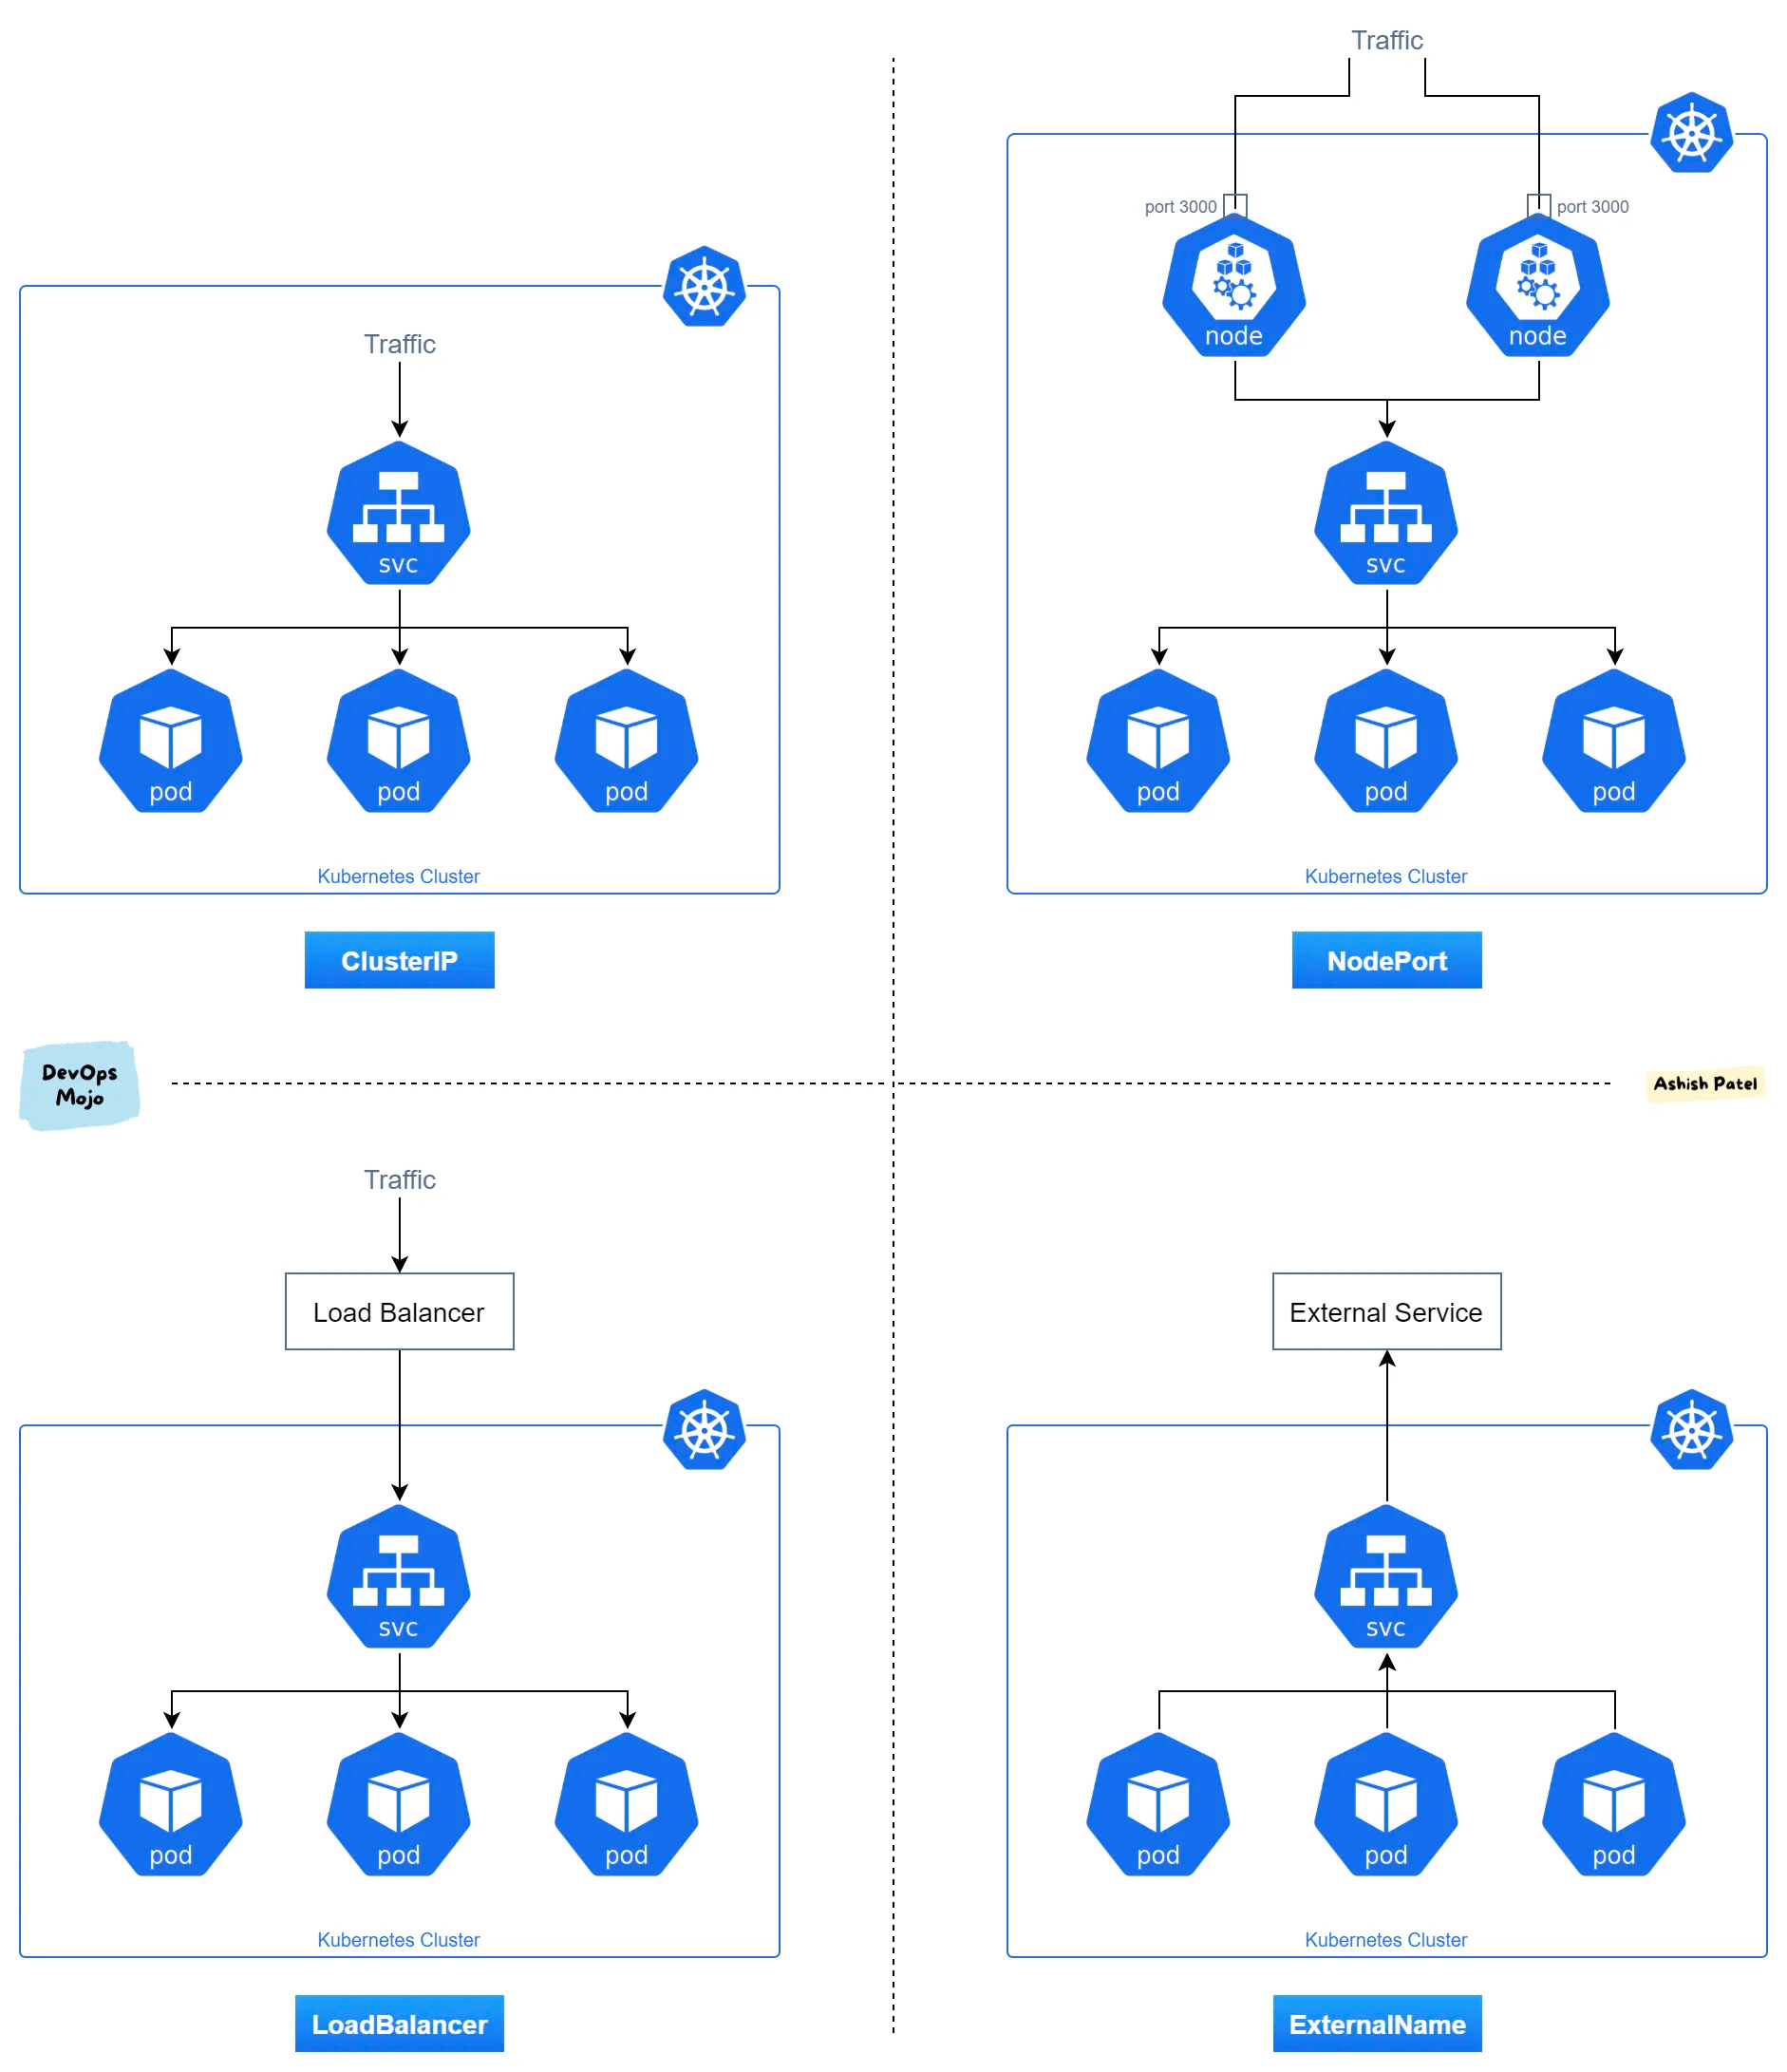 Traffic
svc
pod
pod
pod
Kubernetes Cluster
ClusterIP
Traffic
port 3000
port 3000
node
node
svc
pod
pod
pod
Kubernetes Cluster
NodePort
DevOps
Mojo
Ashish Patel
Traffic
Load Balancer
svc
pod
pod
pod
Kubernetes Cluster
LoadBalancer
External Service
svc
pod
pod
pod
Kubernetes Cluster
ExternalName